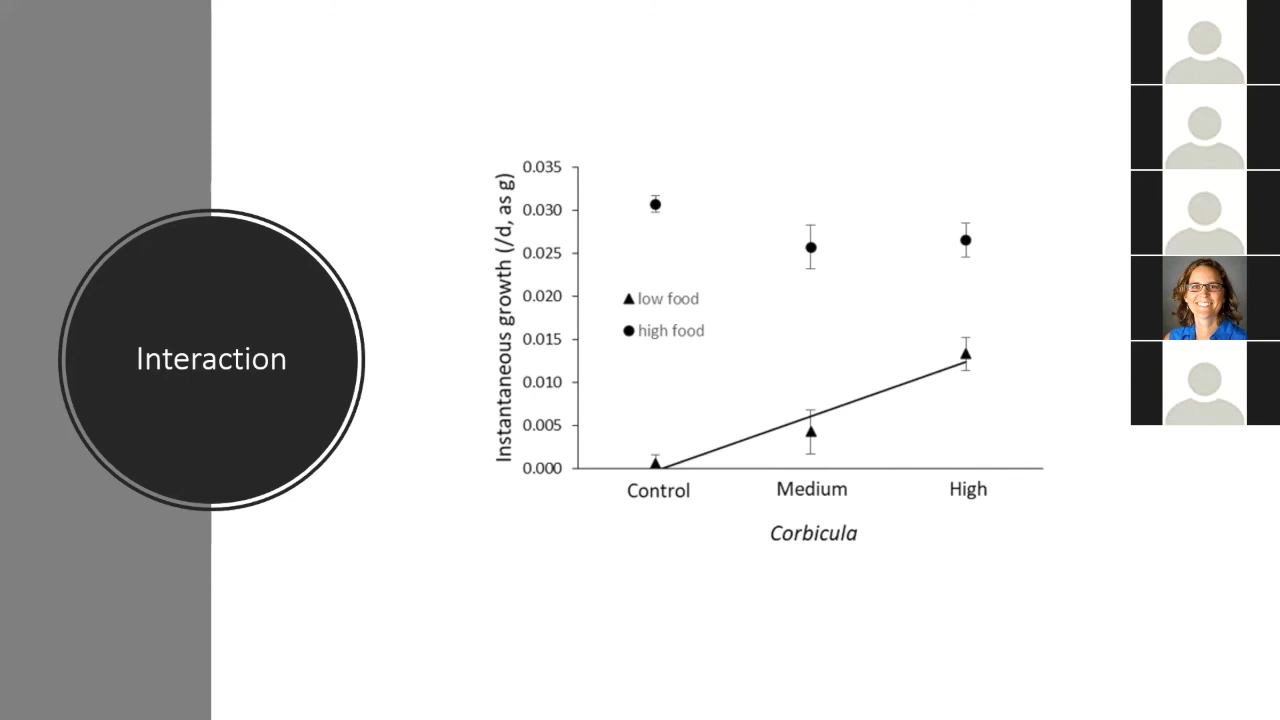 Interaction
Instantaneous growth (/d, as g)
0.035
0.030
0.025
0.020
0.015
0.010
0.005
0.000
low food
high food
Control
Medium
High
Corbicula